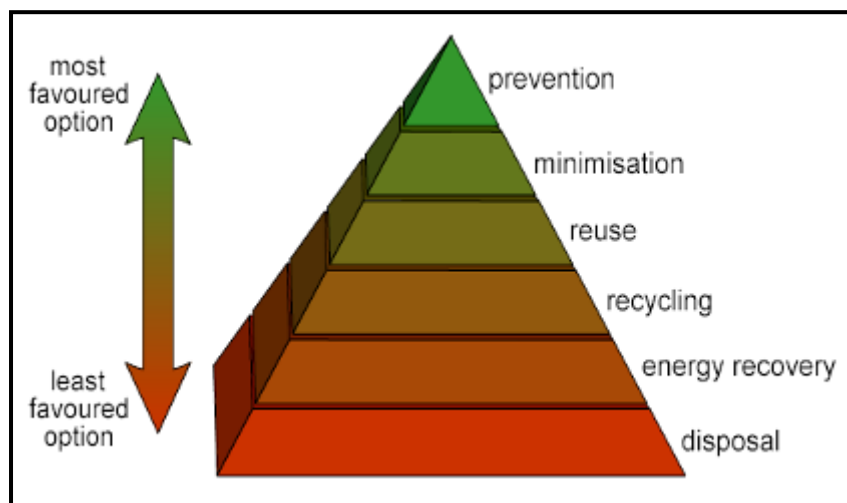 most
favoured
option
prevention
minimisation
reuse
recycling
energy recovery
least
favoured
option
disposal